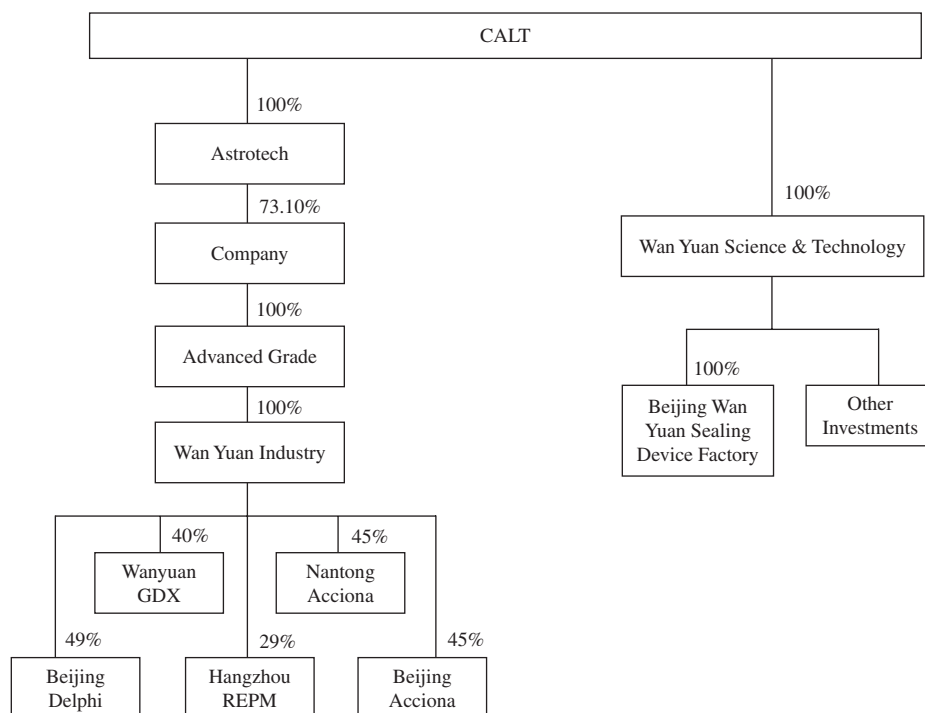 CALT
100%
Astrotech
73.10%
Company
100%
Advanced Grade
100%
Wan Yuan Industry
100%
Wan Yuan Science & Technology
100%
Beijing Wan
Yuan Sealing
Device Factory
Other
Investments
40%
Wanyuan
GDX
45%
Nantong
Acciona
49%
Beijing
Delphi
29%
Hangzhou
REPM
45%
Beijing
Acciona